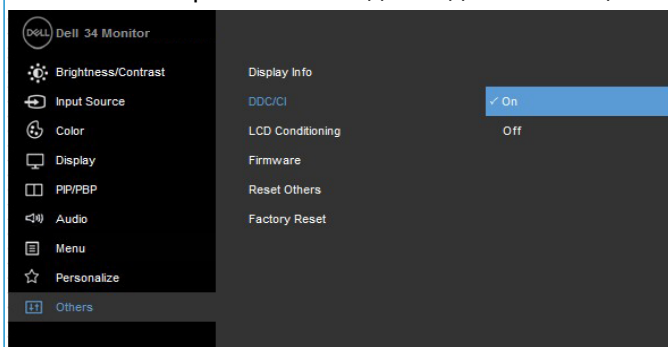 DELL Dell 34 Monitor
Brightness/Contrast
Input Source
Color
Display
PIP/PBP
Audio
Menu
Personalize
Others
Display Info
DDC/CI
LCD Conditioning
Firmware
Reset Others
Factory Reset
✓ On
Off